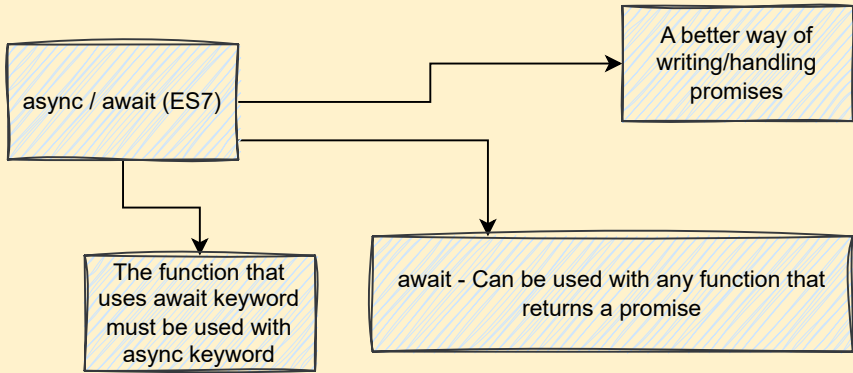 async / await (ES7)
A better way of
writing/handling
promises
The function that
uses await keyword
must be used with
async keyword
await - Can be used with any function that
returns a promise